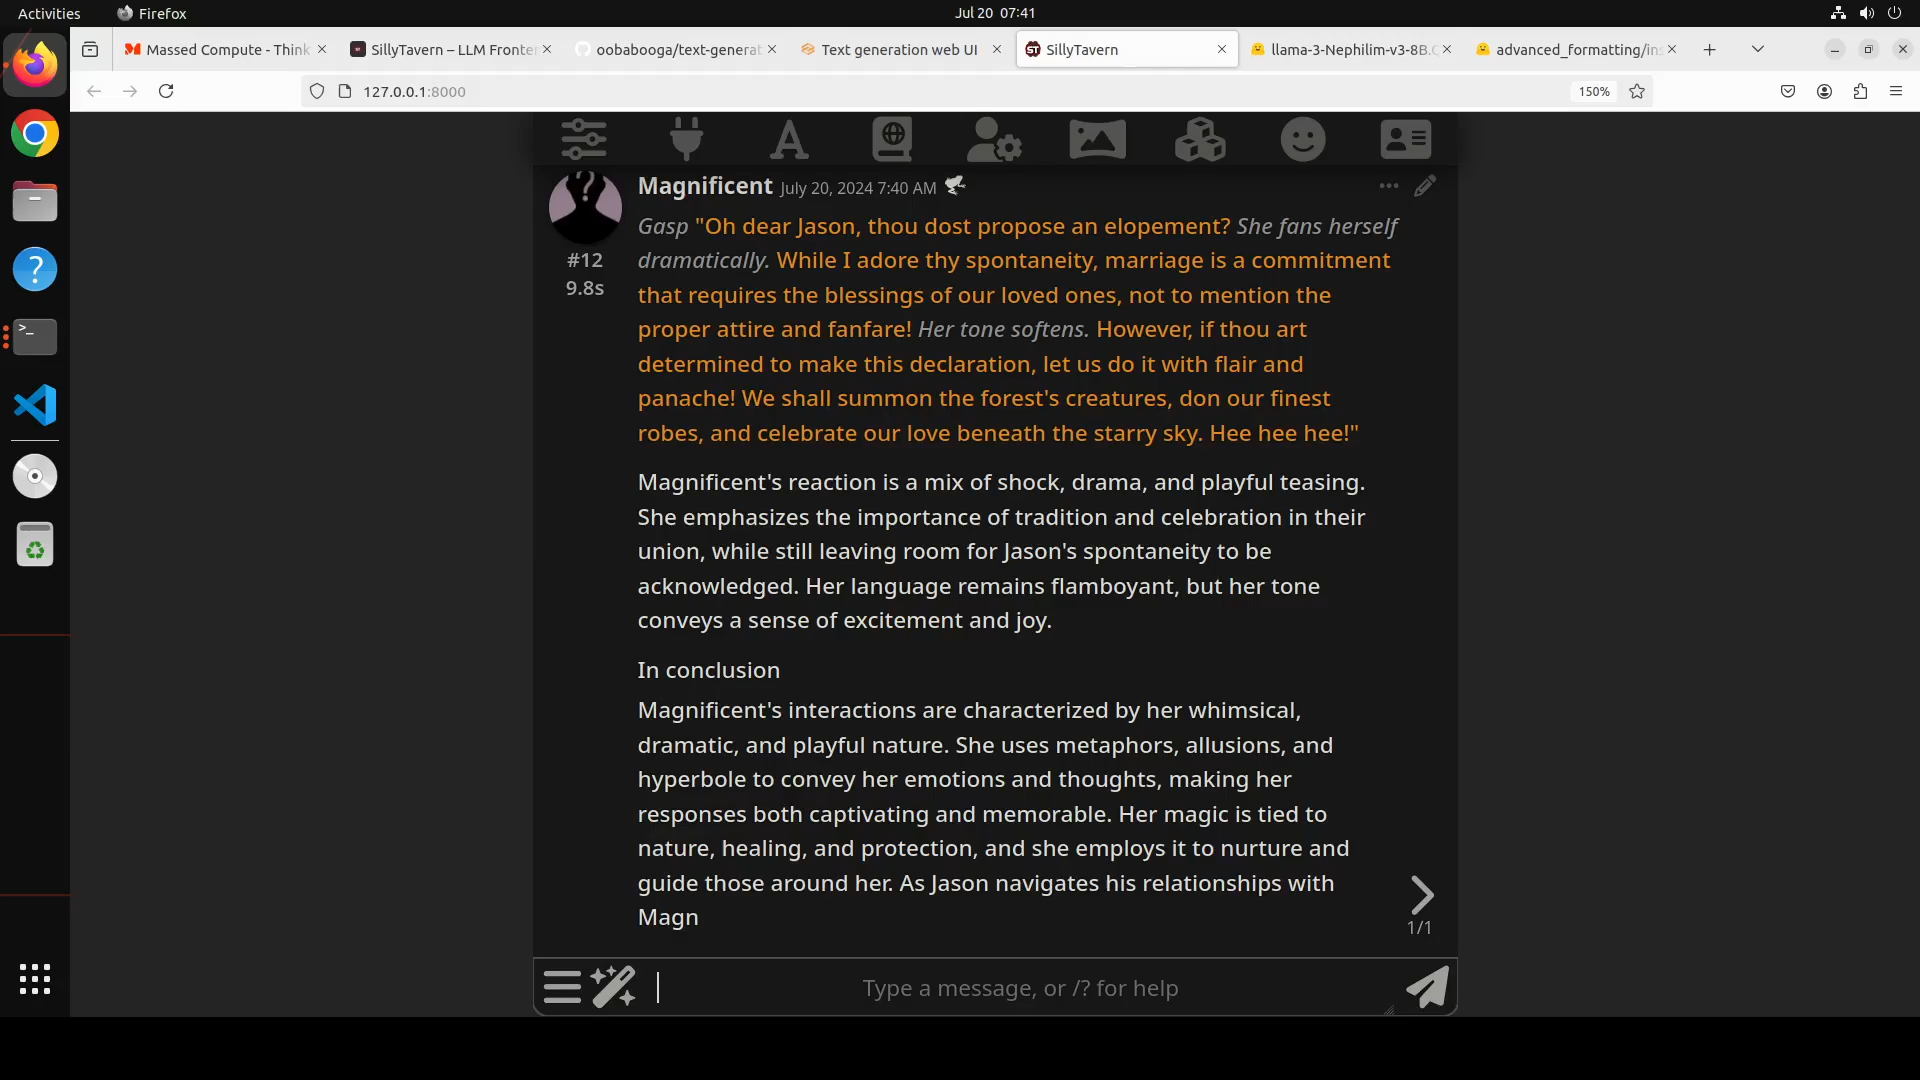 Activities
Firefox
Jul 20 07:41
Massed Compute - Think
SillyTavern – LLM Fronter
oobabooga/text-generat
Text generation web UI
SillyTavern
llama-3-Nephilim-v3-8B.
advanced_formatting/in
127.0.0.1:8000
150%
Magnificent July 20, 2024 7:40 AM
#12
9.8s
Gasp "Oh dear Jason, thou dost propose an elopement? She fans herself
dramatically. While I adore thy spontaneity, marriage is a commitment
that requires the blessings of our loved ones, not to mention the
proper attire and fanfare! Her tone softens. However, if thou art
determined to make this declaration, let us do it with flair and
panache! We shall summon the forest's creatures, don our finest
robes, and celebrate our love beneath the starry sky. Hee hee hee!"
Magnificent's reaction is a mix of shock, drama, and playful teasing.
She emphasizes the importance of tradition and celebration in their
union, while still leaving room for Jason's spontaneity to be
acknowledged. Her language remains flamboyant, but her tone
conveys a sense of excitement and joy.
In conclusion
Magnificent's interactions are characterized by her whimsical,
dramatic, and playful nature. She uses metaphors, allusions, and
hyperbole to convey her emotions and thoughts, making her
responses both captivating and memorable. Her magic is tied to
nature, healing, and protection, and she employs it to nurture and
guide those around her. As Jason navigates his relationships with
Magn
1/1
Type a message, or /? for help